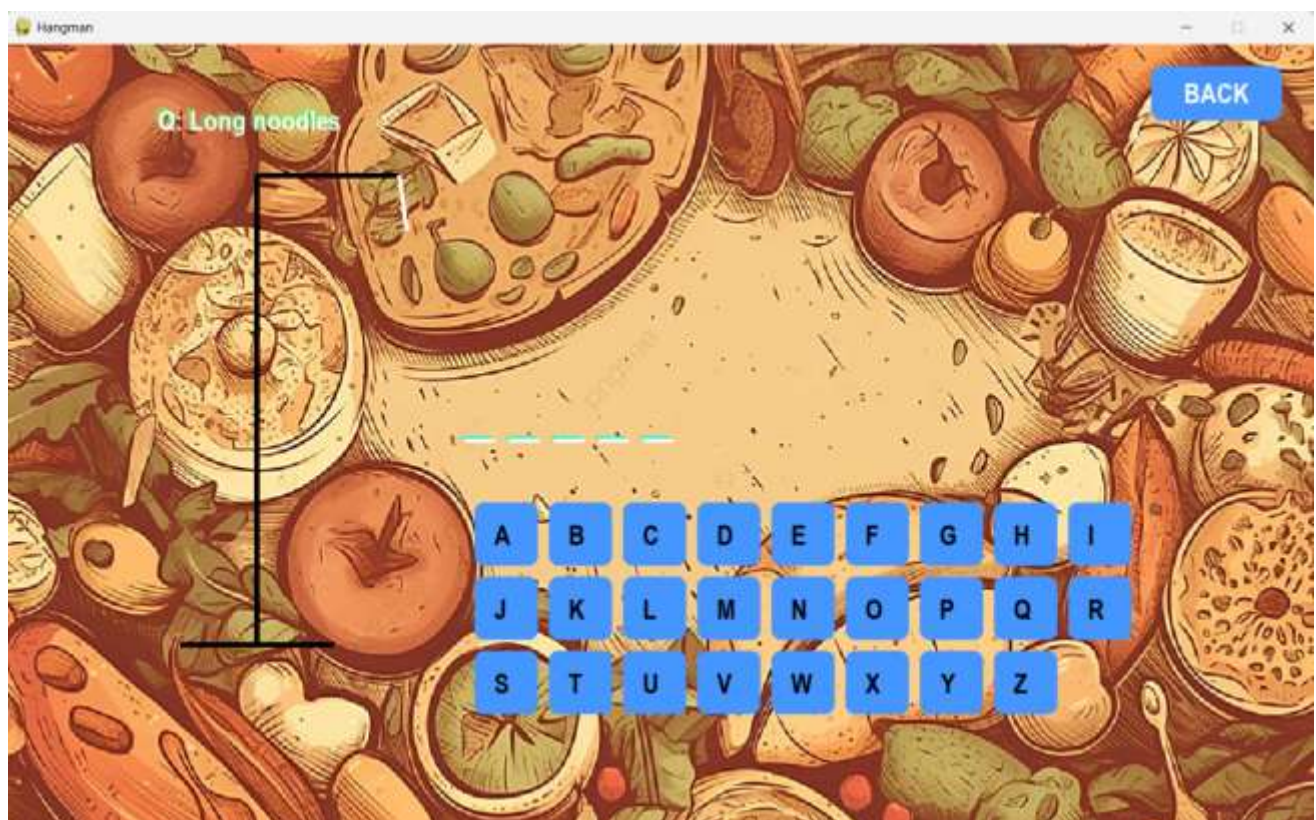 Hangman
BACK
Q: Long noodles
A B C D E F G H I
J K L M N O P Q R
S T U V W X Y Z